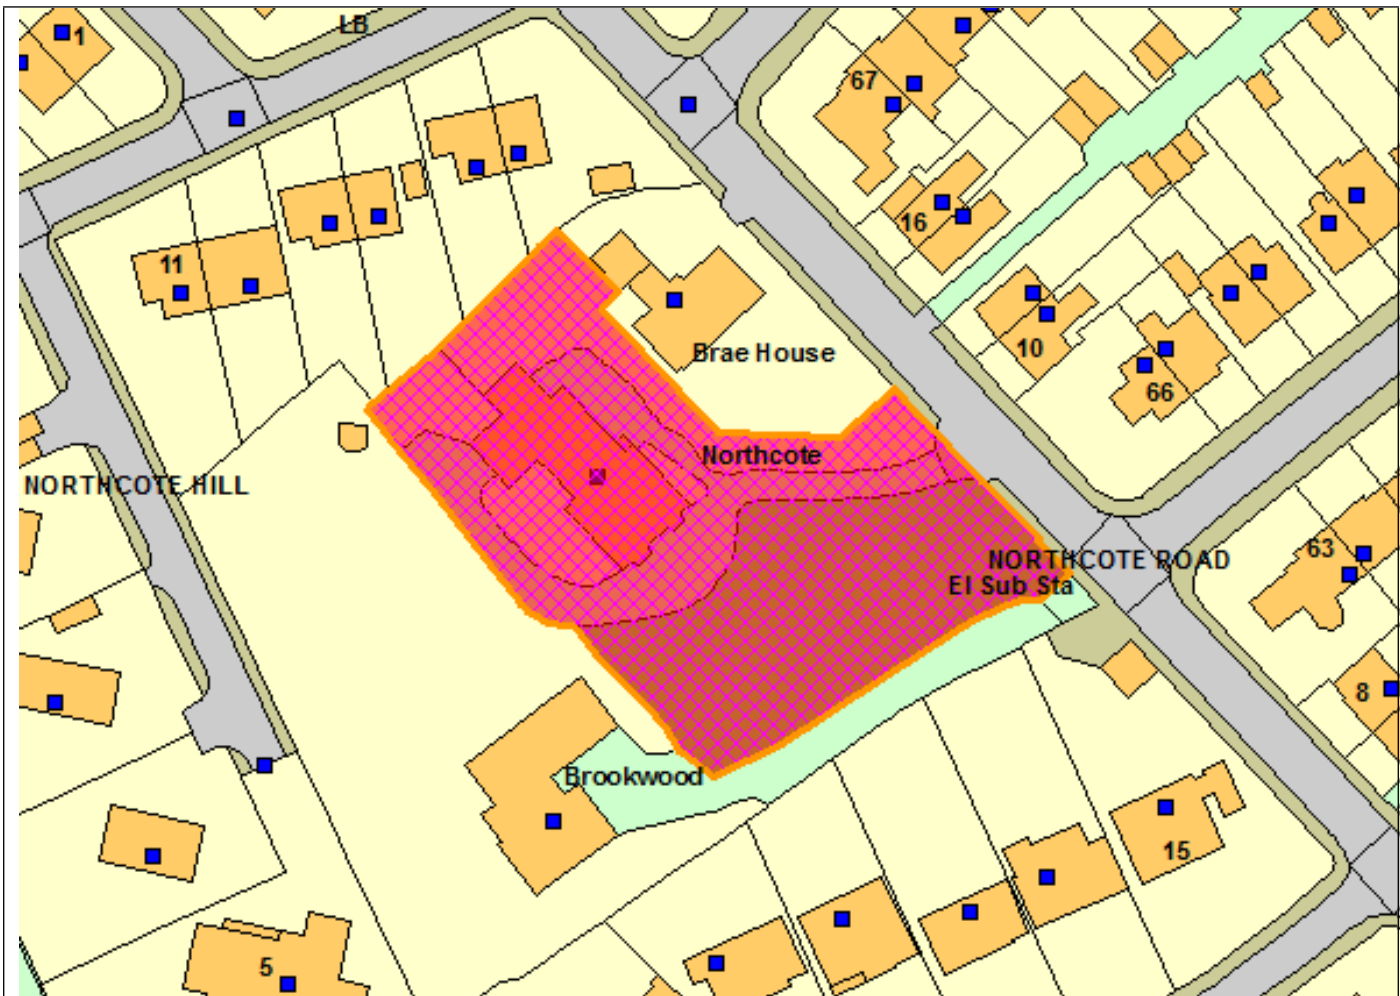 LB
1
67
16
11
10
Brae House
66
Northcote
NORTHCOTE HILL
63
NORTHCOTE ROAD
El Sub Sta
8
Brookwood
15
5